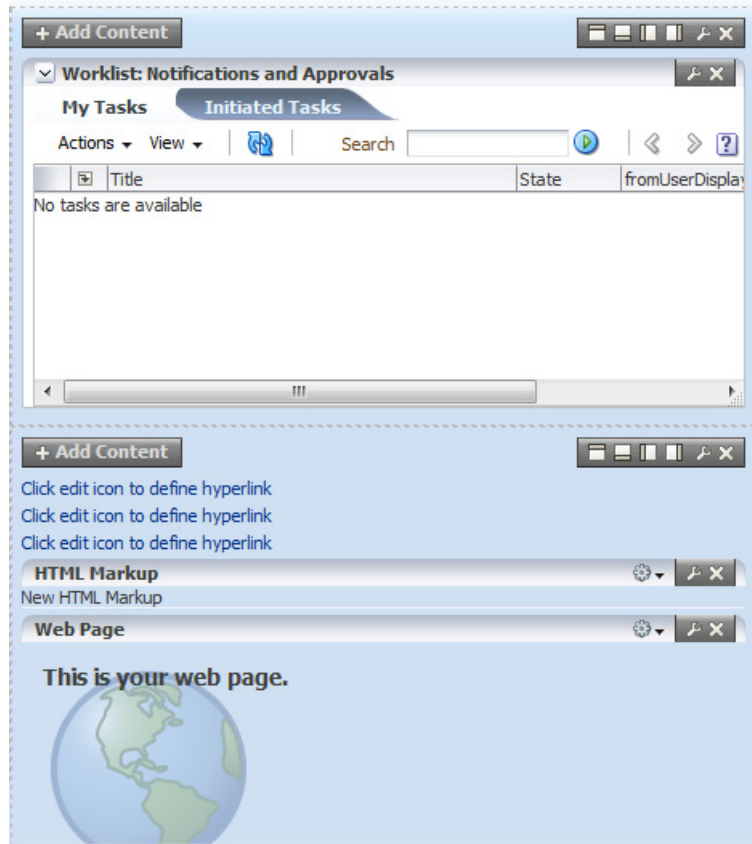 + Add Content
Worklist: Notifications and Approvals
My Tasks Initiated Tasks
Actions View Search ?
Title State fromUserDisplay
No tasks are available
+ Add Content
Click edit icon to define hyperlink
Click edit icon to define hyperlink
Click edit icon to define hyperlink
HTML Markup
New HTML Markup
Web Page
This is your web page.